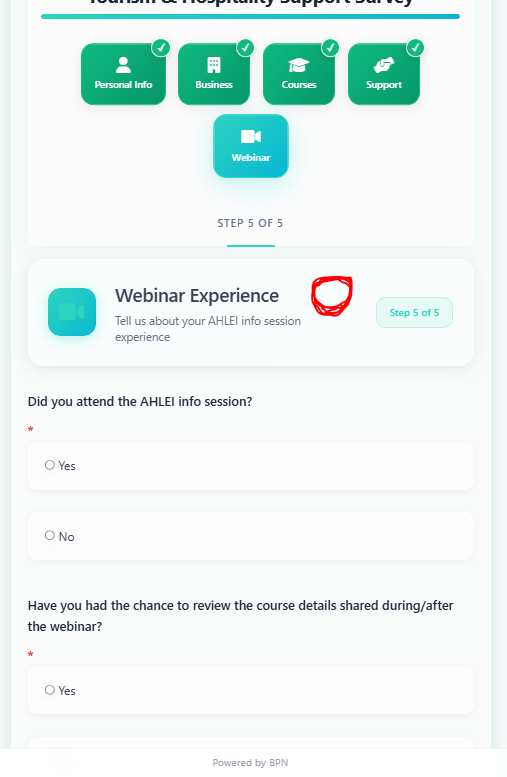 Tourism & Hospitality Support Survey
Personal Info
Business
Courses
Support
Webinar
STEP 5 OF 5
Webinar Experience
Tell us about your AHLEI info session
experience
Step 5 of 5
Did you attend the AHLEI info session?
*
Yes
No
Have you had the chance to review the course details shared during/after
the webinar?
*
Yes
Powered by BPN